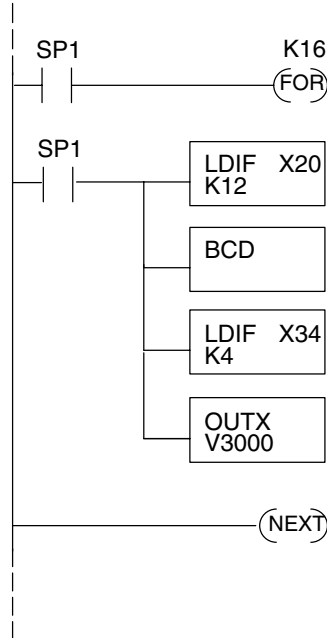 SP1
K16
FOR
SP1
LDIF X20
K12
BCD
LDIF X34
K4
OUTX
V3000
NEXT